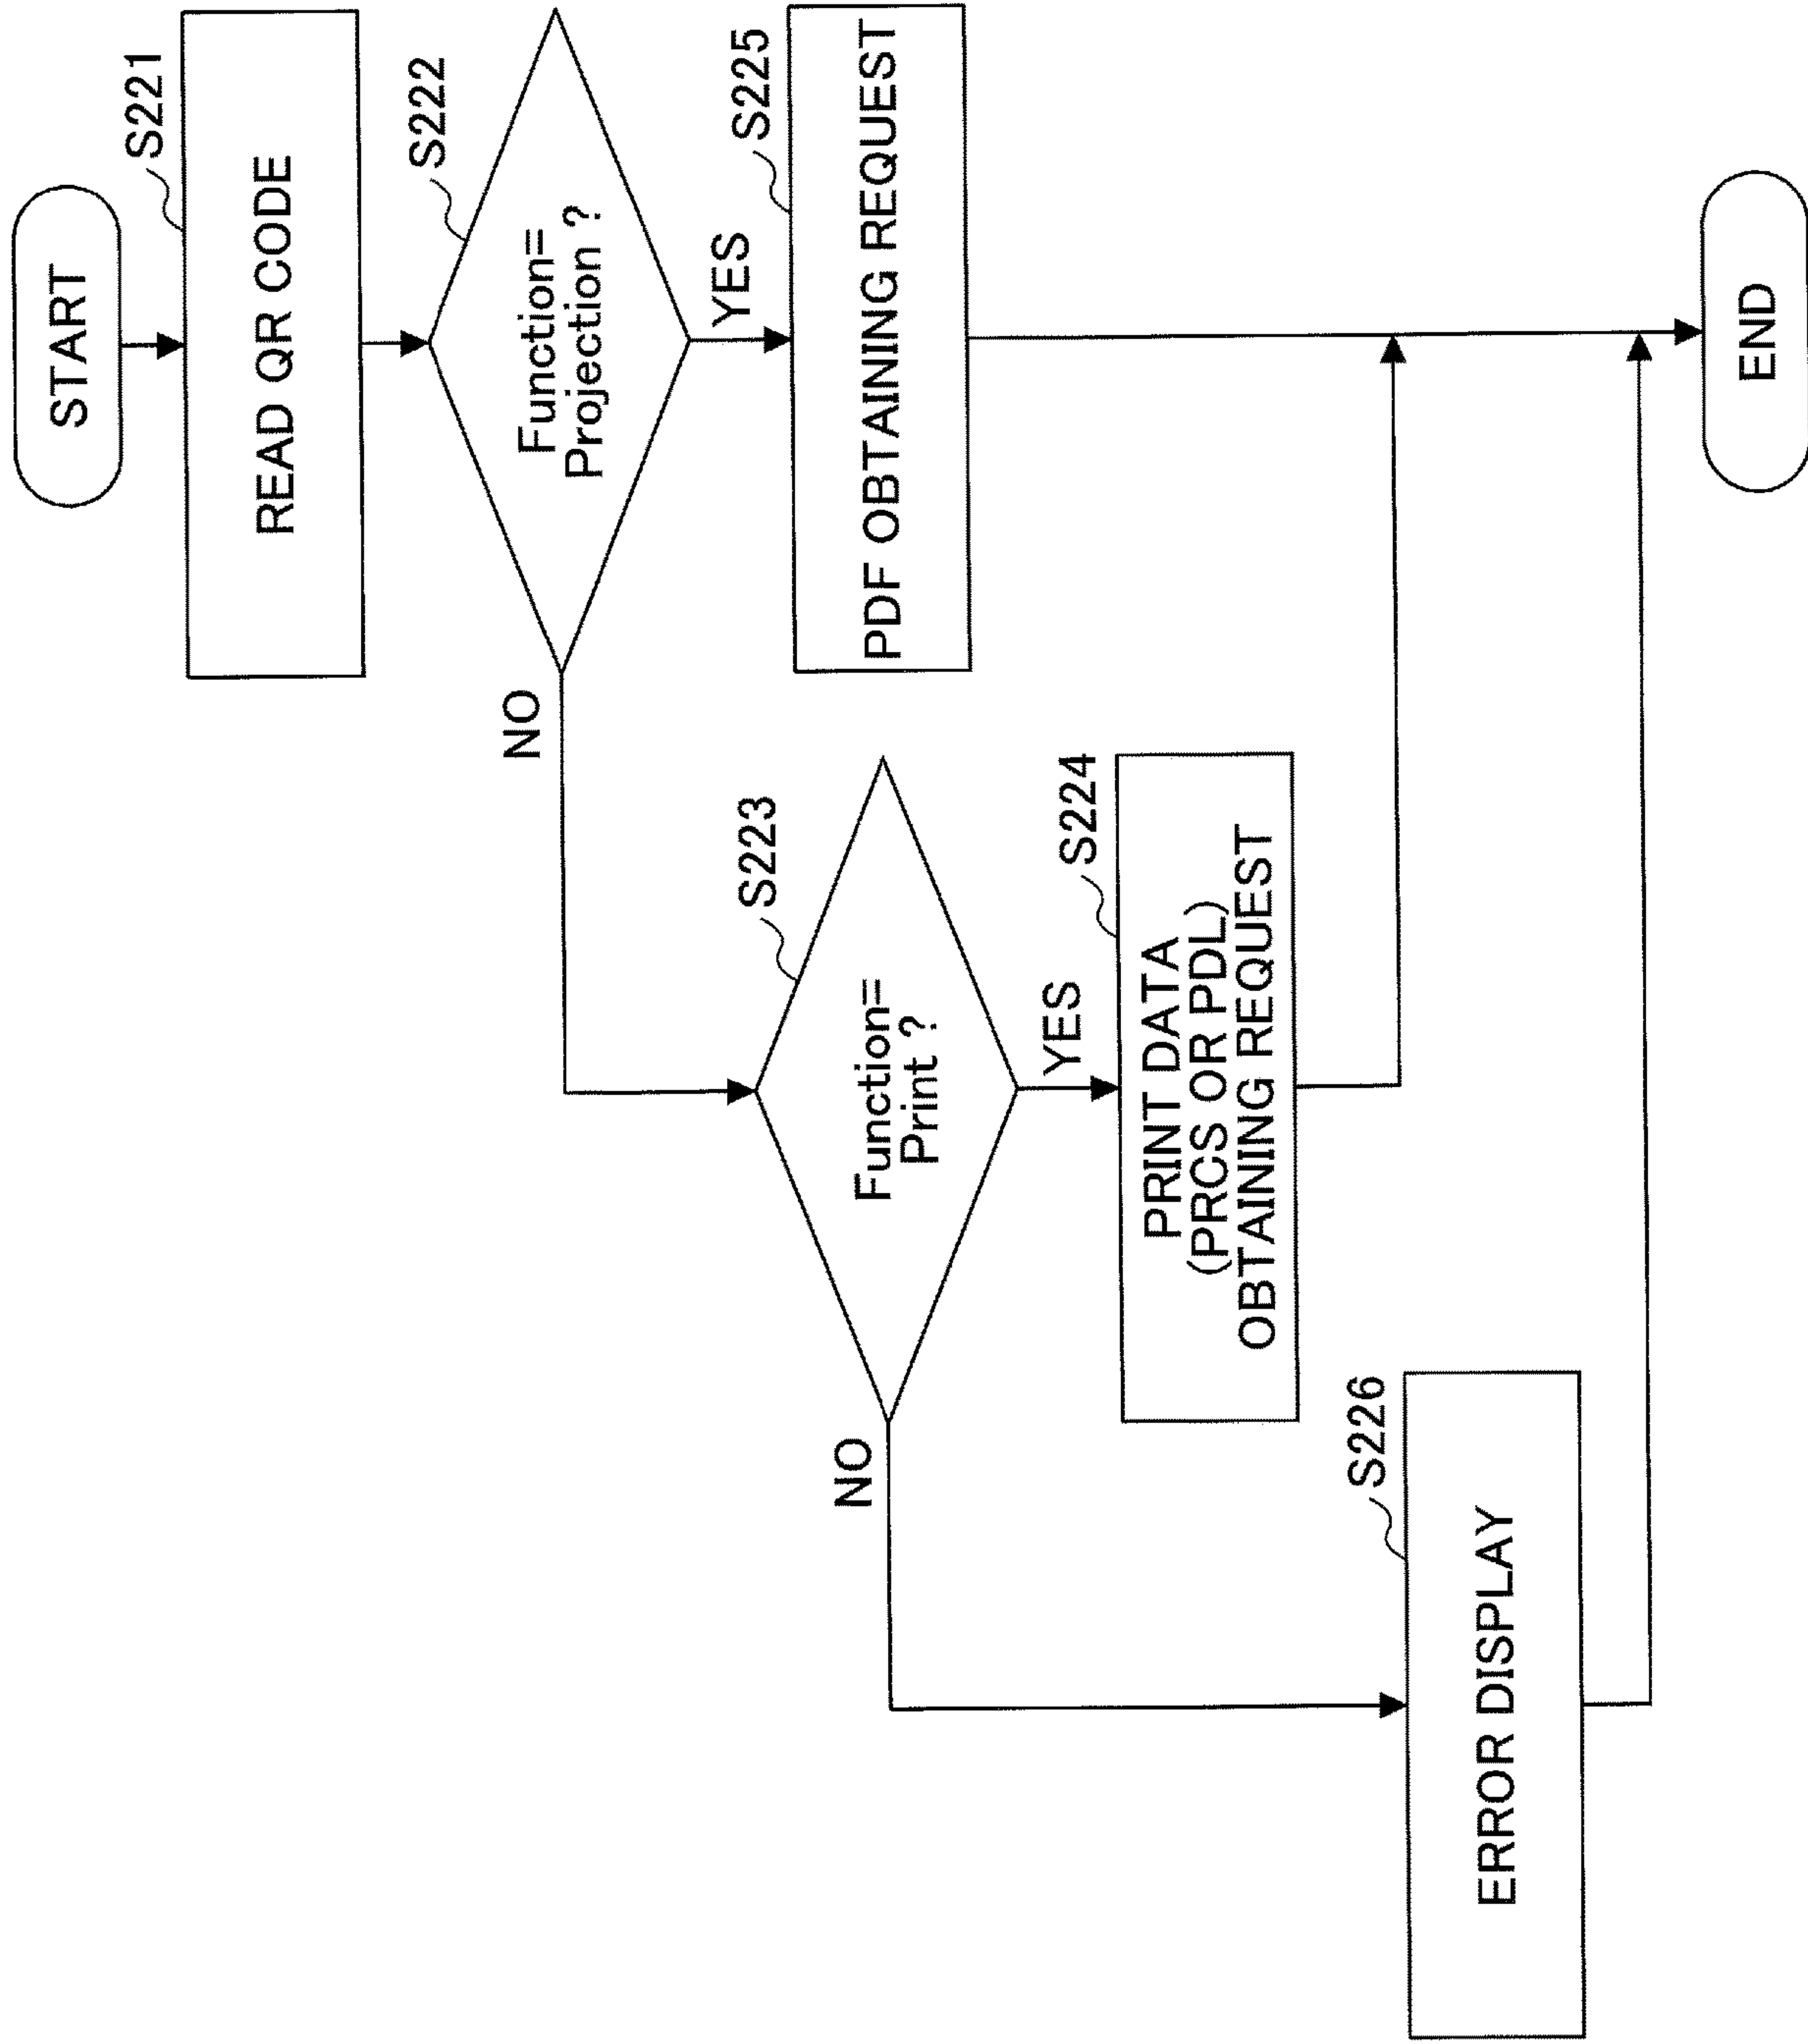 START
S221
READ QR CODE
S222
Function=
Projection ?
NO
YES
S225
PDF OBTAINING REQUEST
S223
Function=
Print ?
NO
YES
S224
PRINT DATA
(PRCS OR PDL)
OBTAINING REQUEST
S226
ERROR DISPLAY
END